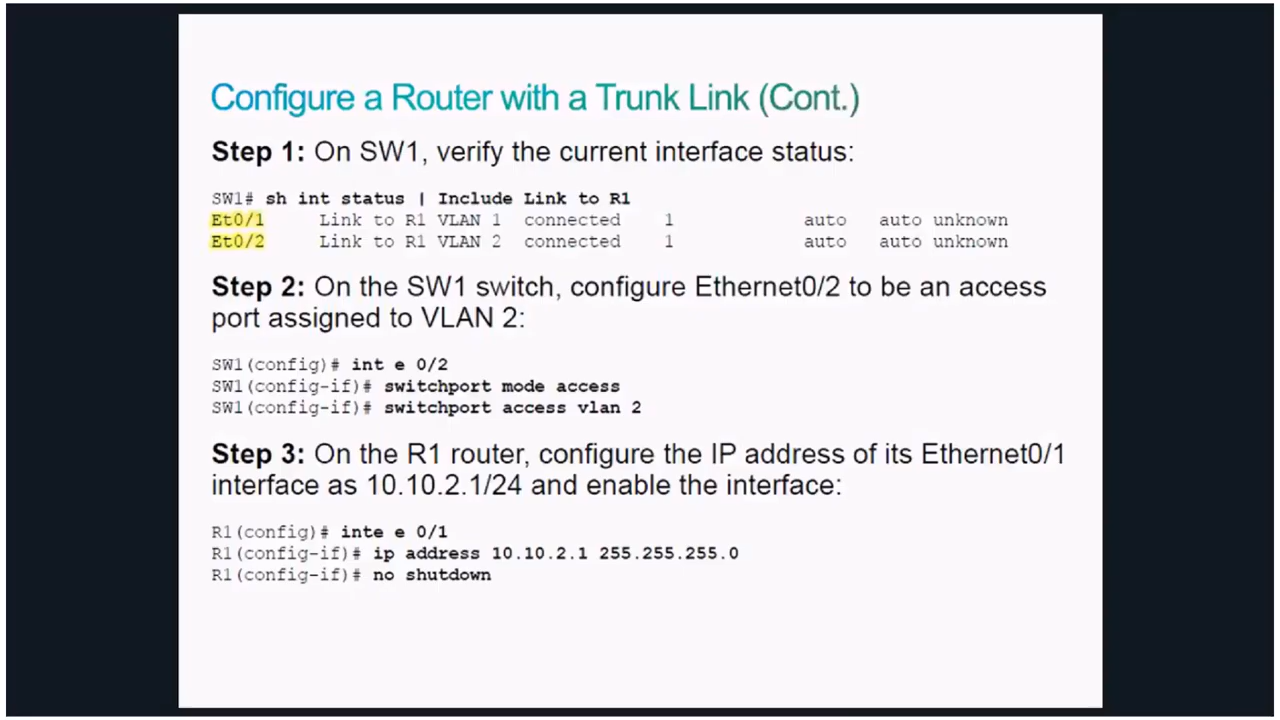 Configure a Router with a Trunk Link (Cont.)
Step 1: On SW1, verify the current interface status:
SW1# sh int status | Include Link to R1
Et0/1 Link to R1 VLAN 1 connected 1 auto auto unknown
Et0/2 Link to R1 VLAN 2 connected 1 auto auto unknown
Step 2: On the SW1 switch, configure Ethernet0/2 to be an access
port assigned to VLAN 2:
SW1(config)# int e 0/2
SW1(config-if)# switchport mode access
SW1(config-if)# switchport access vlan 2
Step 3: On the R1 router, configure the IP address of its Ethernet0/1
interface as 10.10.2.1/24 and enable the interface:
R1(config)# inte e 0/1
R1(config-if)# ip address 10.10.2.1 255.255.255.0
R1(config-if)# no shutdown